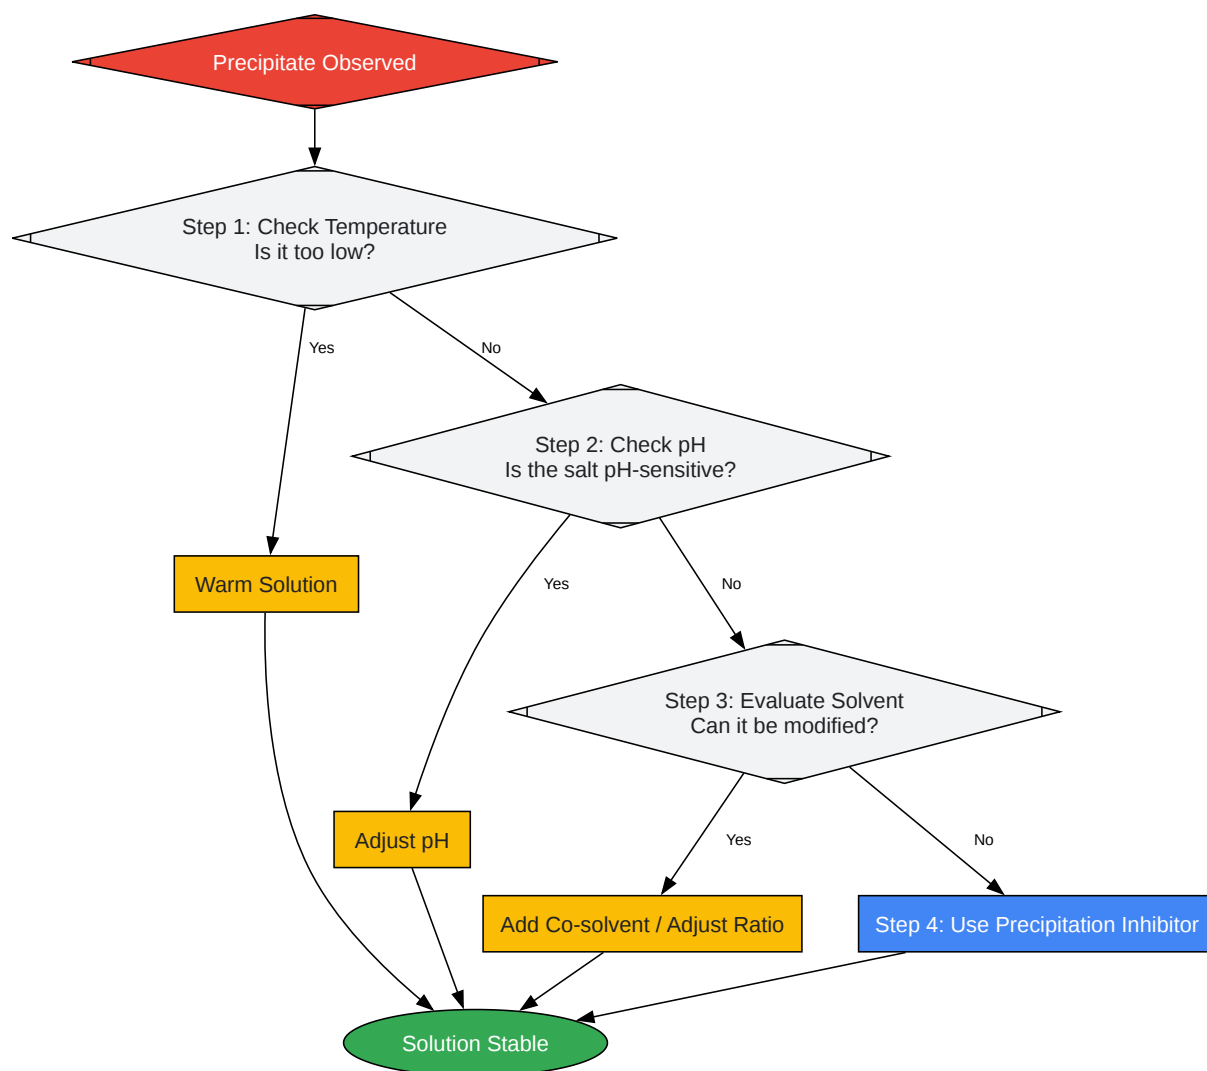 Precipitate Observed
Step 1: Check Temperature
Is it too low?
Yes
No
Step 2: Check pH
Is the salt pH-sensitive?
Warm Solution
Yes
No
Step 3: Evaluate Solvent
Can it be modified?
Adjust pH
Yes
No
Add Co-solvent / Adjust Ratio
Step 4: Use Precipitation Inhibitor
Solution Stable